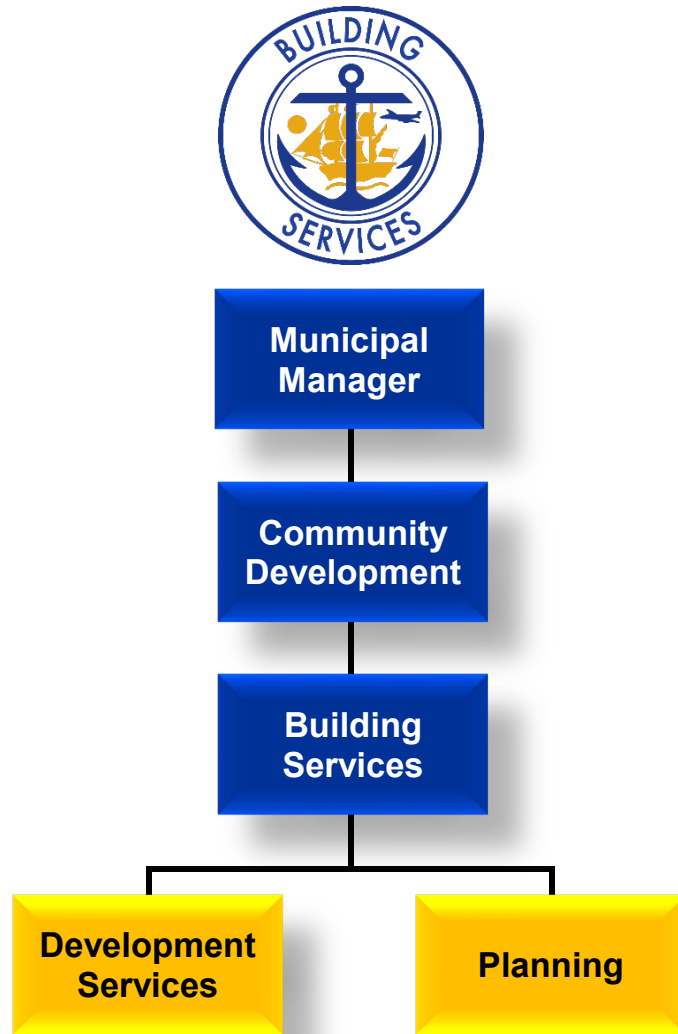 BUILDING
SERVICES
Municipal
Manager
Community
Development
Building
Services
Development
Services
Planning